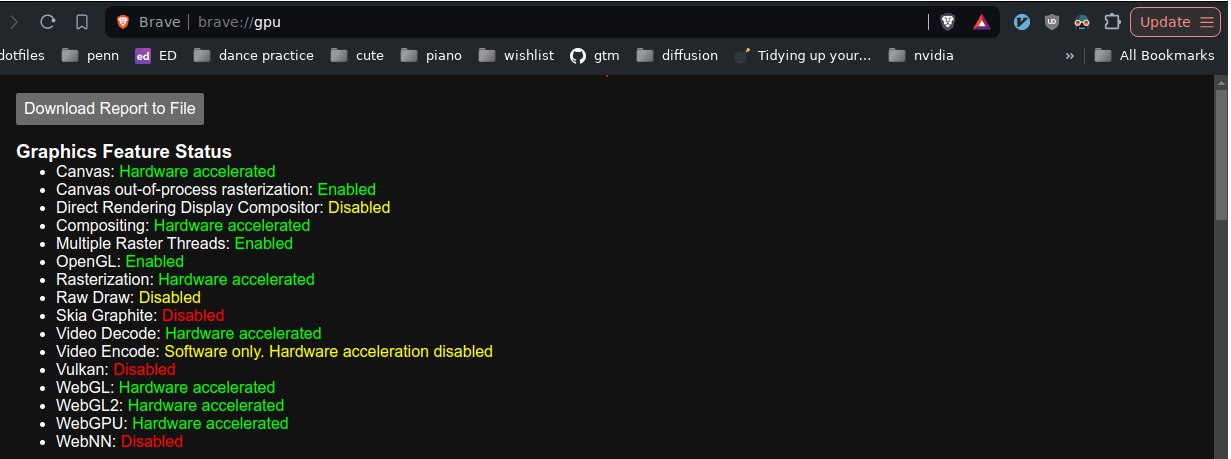 Brave | brave://gpu
Update
dotfiles penn ed ED dance practice cute piano wishlist gtm diffusion Tidying up your... nvidia » All Bookmarks
Download Report to File
Graphics Feature Status
• Canvas: Hardware accelerated
• Canvas out-of-process rasterization: Enabled
• Direct Rendering Display Compositor: Disabled
• Compositing: Hardware accelerated
• Multiple Raster Threads: Enabled
• OpenGL: Enabled
• Rasterization: Hardware accelerated
• Raw Draw: Disabled
• Skia Graphite: Disabled
• Video Decode: Hardware accelerated
• Video Encode: Software only. Hardware acceleration disabled
• Vulkan: Disabled
• WebGL: Hardware accelerated
• WebGL2: Hardware accelerated
• WebGPU: Hardware accelerated
• WebNN: Disabled